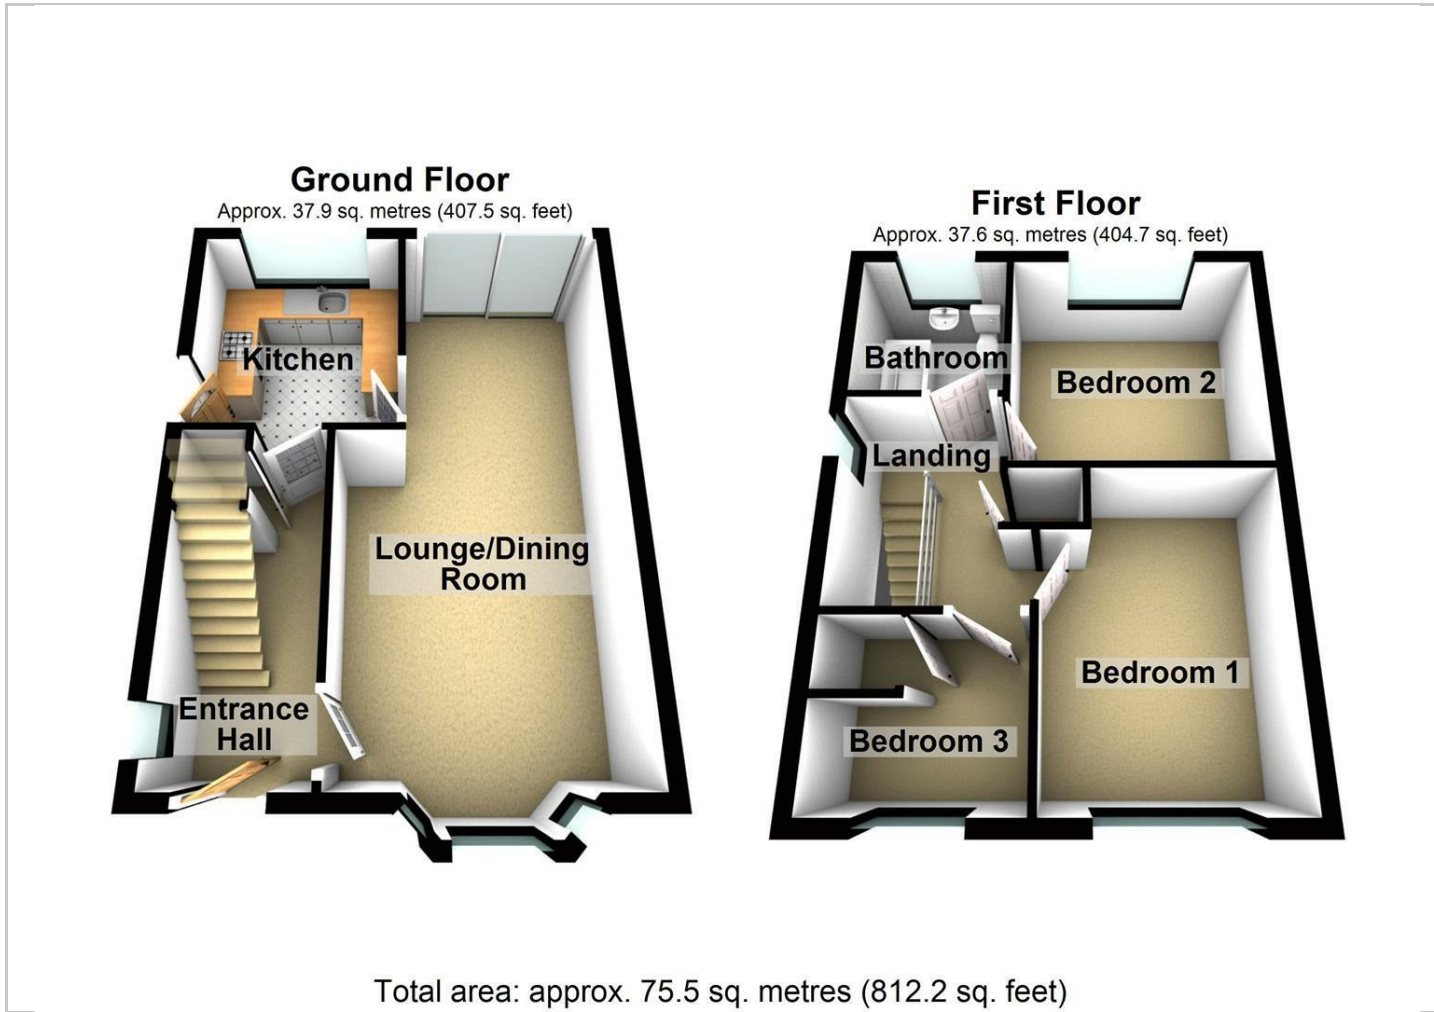 Ground Floor
Approx. 37.9 sq. metres (407.5 sq. feet)
Kitchen
Lounge/Dining
Room
Entrance
Hall
First Floor
Approx. 37.6 sq. metres (404.7 sq. feet)
Bathroom
Bedroom 2
Landing
Bedroom 1
Bedroom 3
Total area: approx. 75.5 sq. metres (812.2 sq. feet)